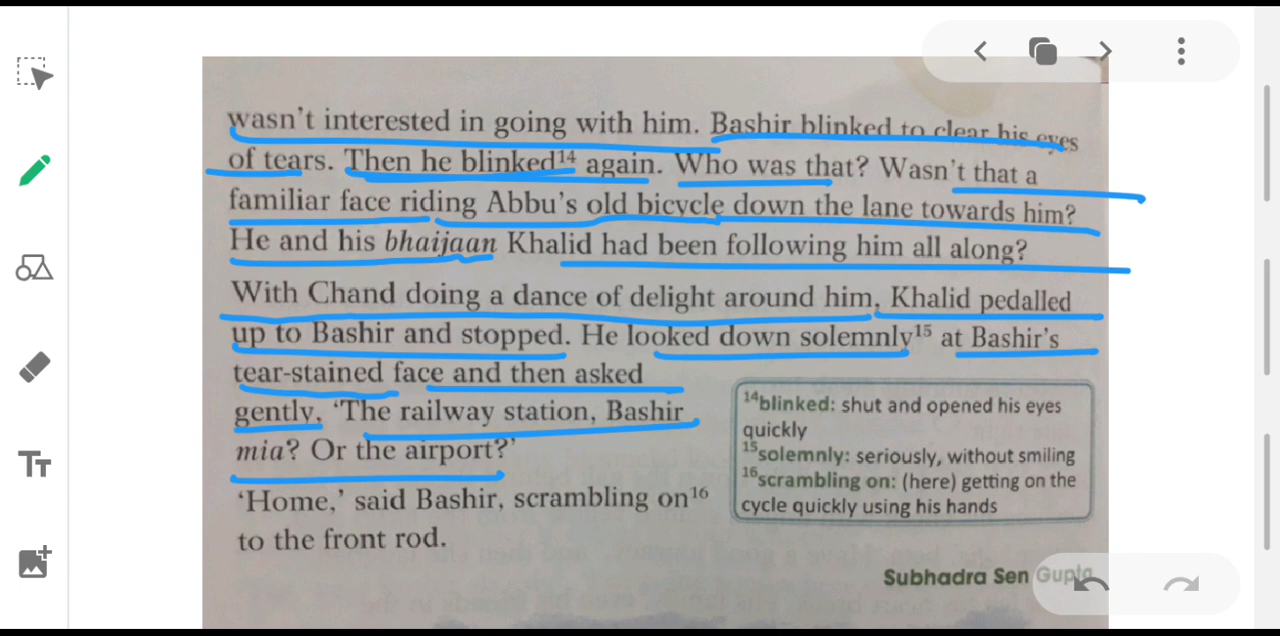 wasn't interested in going with him. Bashir blinked to clear his eyes
of tears. Then he blinked¹⁴ again. Who was that? Wasn't that a
familiar face riding Abbu's old bicycle down the lane towards him?
He and his bhaijaan Khalid had been following him all along?
With Chand doing a dance of delight around him, Khalid pedalled
up to Bashir and stopped. He looked down solemnly¹⁵ at Bashir's
tear-stained face and then asked
gently, 'The railway station, Bashir
mia? Or the airport?'
'Home,' said Bashir, scrambling on¹⁶
to the front rod.
¹⁴blinked: shut and opened his eyes
quickly
¹⁵solemnly: seriously, without smiling
¹⁶scrambling on: (here) getting on the
cycle quickly using his hands
Subhadra Sen Gupta
TT